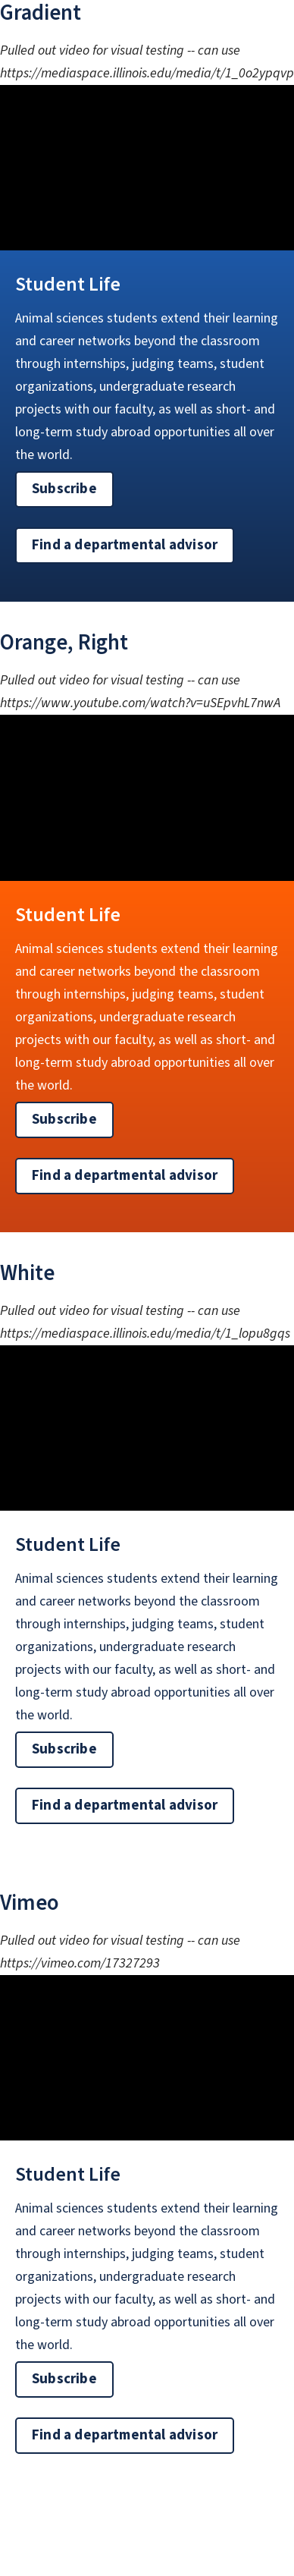 Gradient
Pulled out video for visual testing -- can use
https://mediaspace.illinois.edu/media/t/1_0o2ypqvp
Student Life
Animal sciences students extend their learning
and career networks beyond the classroom
through internships, judging teams, student
organizations, undergraduate research
projects with our faculty, as well as short- and
long-term study abroad opportunities all over
the world.
Subscribe
Find a departmental advisor
Orange, Right
Pulled out video for visual testing -- can use
https://www.youtube.com/watch?v=uSEpvhL7nwA
Student Life
Animal sciences students extend their learning
and career networks beyond the classroom
through internships, judging teams, student
organizations, undergraduate research
projects with our faculty, as well as short- and
long-term study abroad opportunities all over
the world.
Subscribe
Find a departmental advisor
White
Pulled out video for visual testing -- can use
https://mediaspace.illinois.edu/media/t/1_lopu8gqs
Student Life
Animal sciences students extend their learning
and career networks beyond the classroom
through internships, judging teams, student
organizations, undergraduate research
projects with our faculty, as well as short- and
long-term study abroad opportunities all over
the world.
Subscribe
Find a departmental advisor
Vimeo
Pulled out video for visual testing -- can use
https://vimeo.com/17327293
Student Life
Animal sciences students extend their learning
and career networks beyond the classroom
through internships, judging teams, student
organizations, undergraduate research
projects with our faculty, as well as short- and
long-term study abroad opportunities all over
the world.
Subscribe
Find a departmental advisor